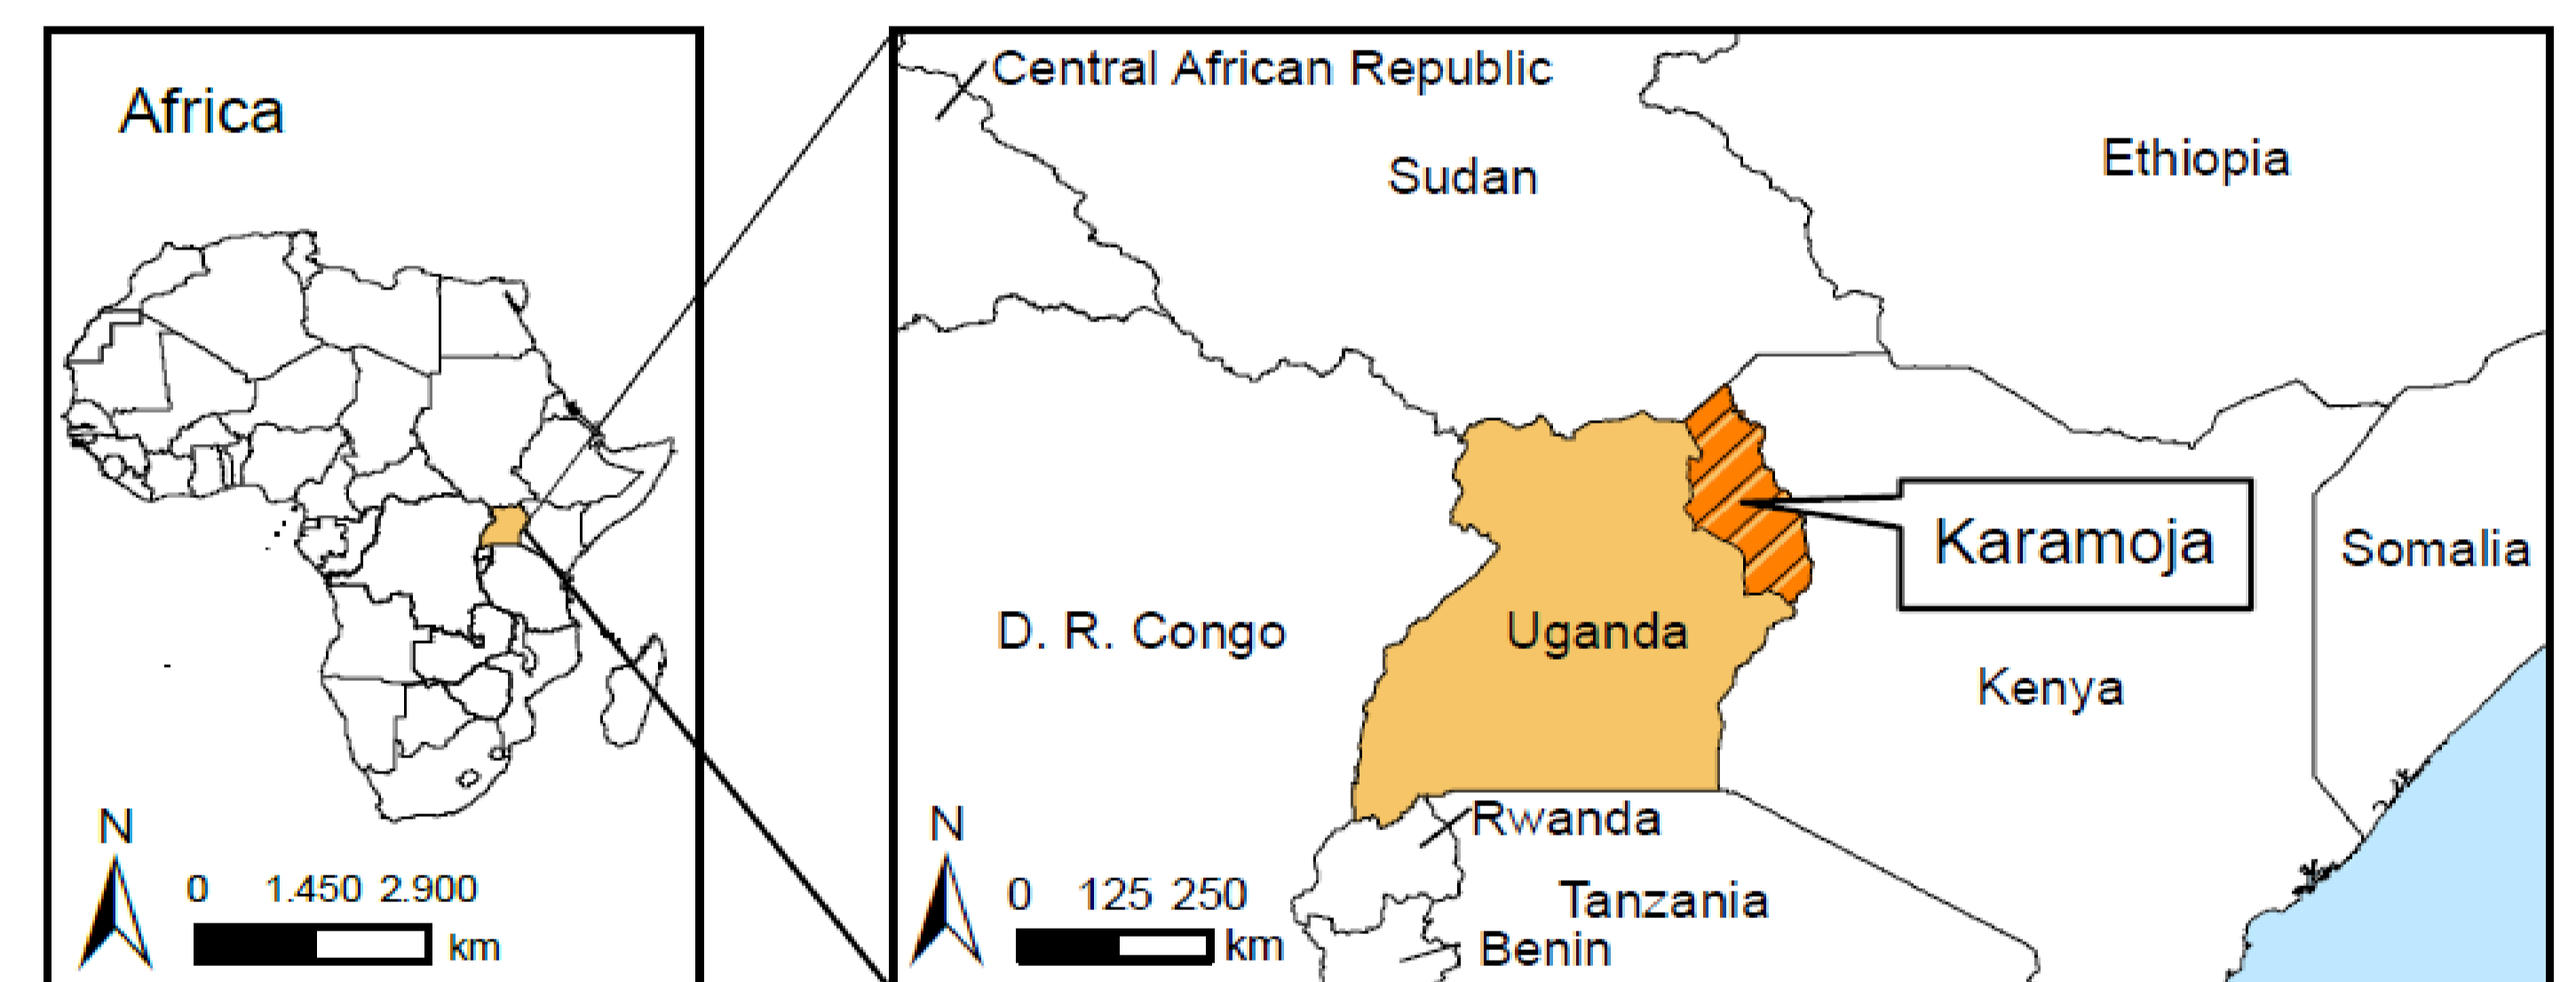 Africa
N
0 1.450 2.900
km
Central African Republic
Sudan
Ethiopia
Karamoja
Somalia
D. R. Congo
Uganda
Kenya
Rwanda
Tanzania
Benin
N
0 125 250
km